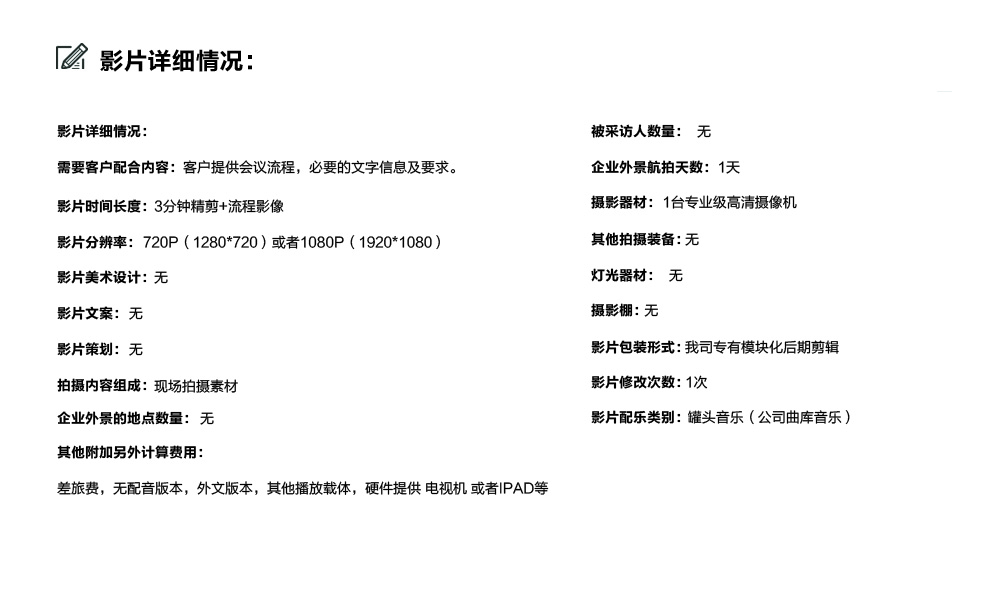 影片详细情况：
影片详细情况：
需要客户配合内容：客户提供会议流程，必要的文字信息及要求。
影片时间长度：3分钟精剪+流程影像
影片分辨率：720P（1280*720）或者1080P（1920*1080）
影片美术设计：无
影片文案：无
影片策划：无
拍摄内容组成：现场拍摄素材
企业外景的地点数量：无
其他附加另外计算费用：
差旅费，无配音版本，外文版本，其他播放载体，硬件提供 电视机 或者IPAD等
被采访人数量： 无
企业外景航拍天数：1天
摄影器材：1台专业级高清摄像机
其他拍摄装备:无
灯光器材： 无
摄影棚:无
影片包装形式:我司专有模块化后期剪辑
影片修改次数:1次
影片配乐类别：罐头音乐（公司曲库音乐）